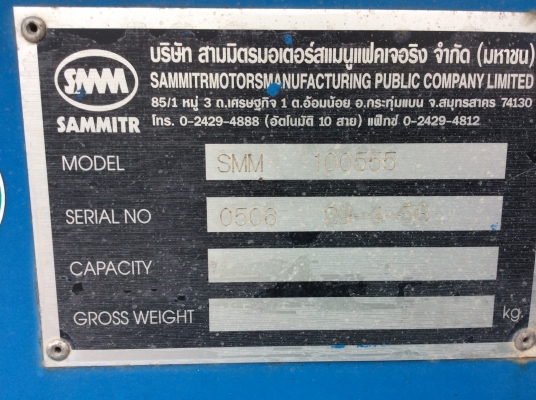 บริษัท สามมิตรมอเตอร์สแมนูแฟคเจอริง จำกัด (มหาชน)
SMM
SAMMITRMOTORSMANUFACTURING PUBLIC COMPANY LIMITED
85/1 หมู่ 3 ถ.เศรษฐกิจ 1 ต.อ้อมน้อย อ.กระทุ่มแบน จ.สมุทรสาคร 74130
SAMMITR
โทร. 0-2429-4888 (อัตโนมัติ 10 สาย) แฟ็กซ์ 0-2429-4812
MODEL SMM 100555
SERIAL NO 0508
CAPACITY
GROSS WEIGHT kg.